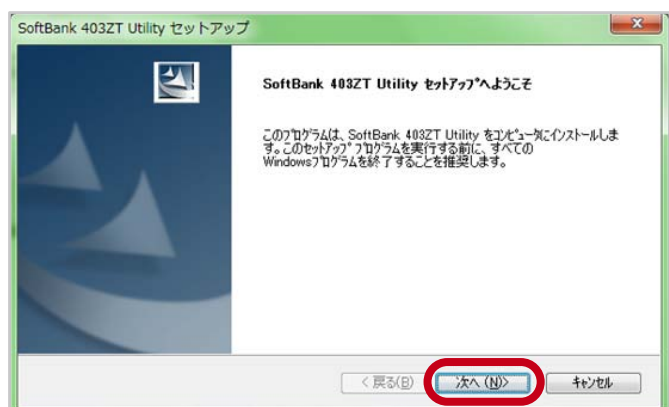 SoftBank 403ZT Utility セットアップ
SoftBank 403ZT Utility ｾｯﾄｱｯﾌﾟへようこそ
このﾌﾟﾛｸﾞﾗﾑは、SoftBank 403ZT Utility をｺﾝﾋﾟｭｰﾀにインストールしま
す。このｾｯﾄｱｯﾌﾟ ﾌﾟﾛｸﾞﾗﾑを実行する前に、すべての
Windowsﾌﾟﾛｸﾞﾗﾑを終了することを推奨します。
< 戻る(B)
次へ (N)>
ｷｬﾝｾﾙ